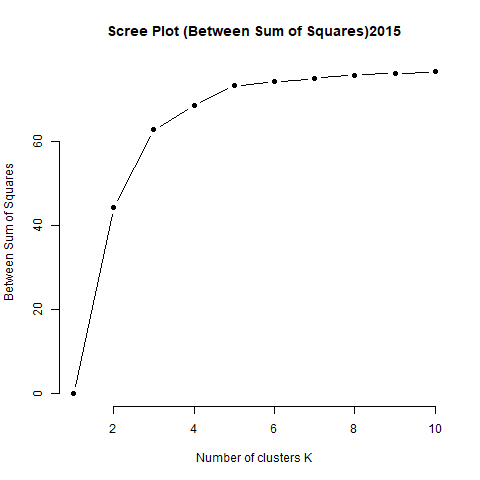 Scree Plot (Between Sum of Squares)2015
Between Sum of Squares
60
40
20
0
2 4 6 8 10
Number of clusters K